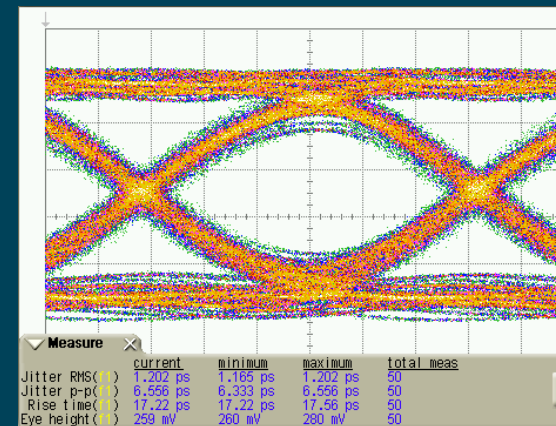 Measure
current minimum maximum total meas
Jitter RMS(f1) 1.202 ps 1.165 ps 1.202 ps 50
Jitter p-p(f1) 6.556 ps 6.333 ps 6.556 ps 50
Rise time(f1) 17.22 ps 17.22 ps 17.56 ps 50
Eye height(f1) 259 mV 260 mV 280 mV 50